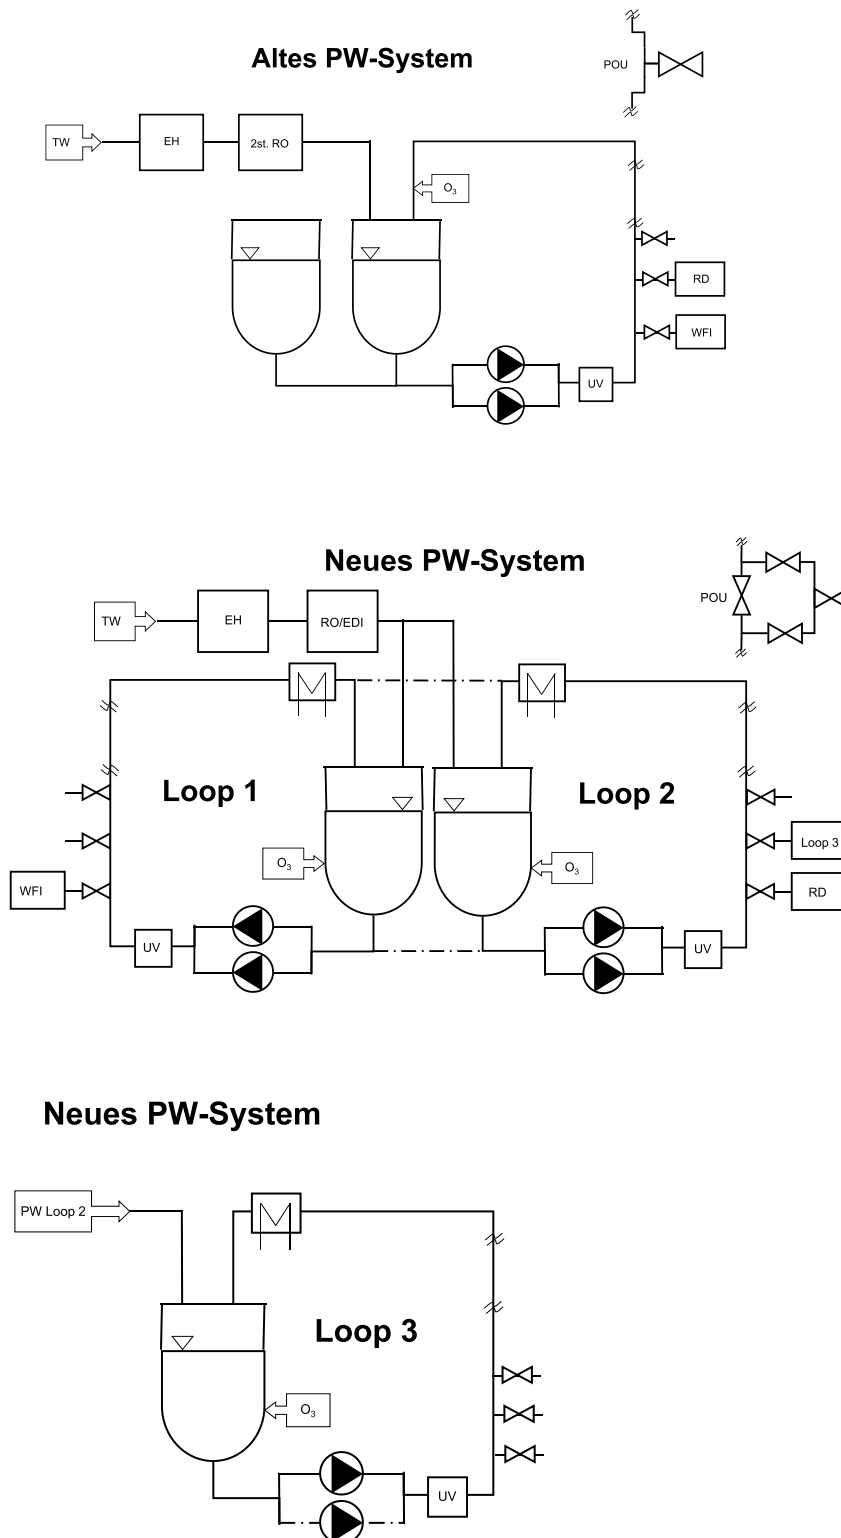 Altes PW-System
POU
TW
EH
2st. RO
O₃
RD
WFI
UV
Neues PW-System
POU
TW
EH
RO/EDI
Loop 1
Loop 2
O₃
O₃
Loop 3
WFI
RD
UV
UV
Neues PW-System
PW Loop 2
Loop 3
O₃
UV